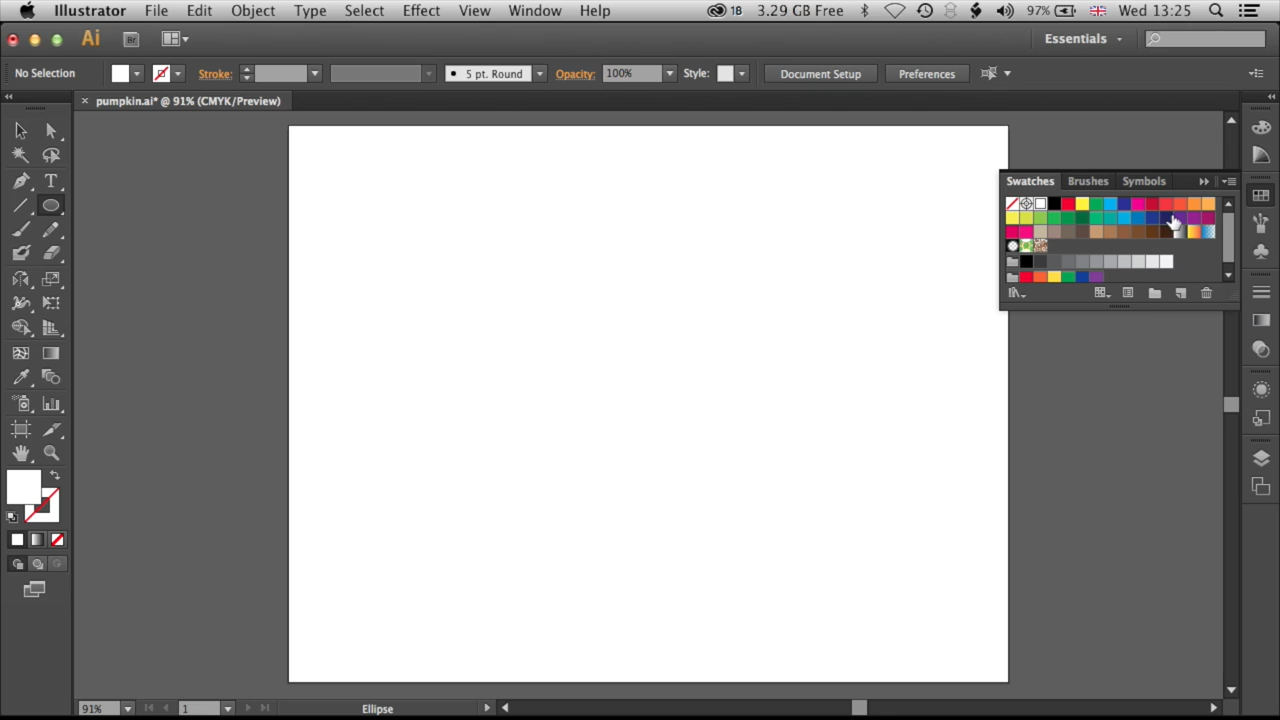 Illustrator File Edit Object Type Select Effect View Window Help 18 3.29 GB Free 97% Wed 13:25
Ai Br Essentials
No Selection Stroke: 5 pt. Round Opacity: 100% Style: Document Setup Preferences
pumpkin.ai* @ 91% (CMYK/Preview)
Swatches Brushes Symbols
T
91% 1 Ellipse